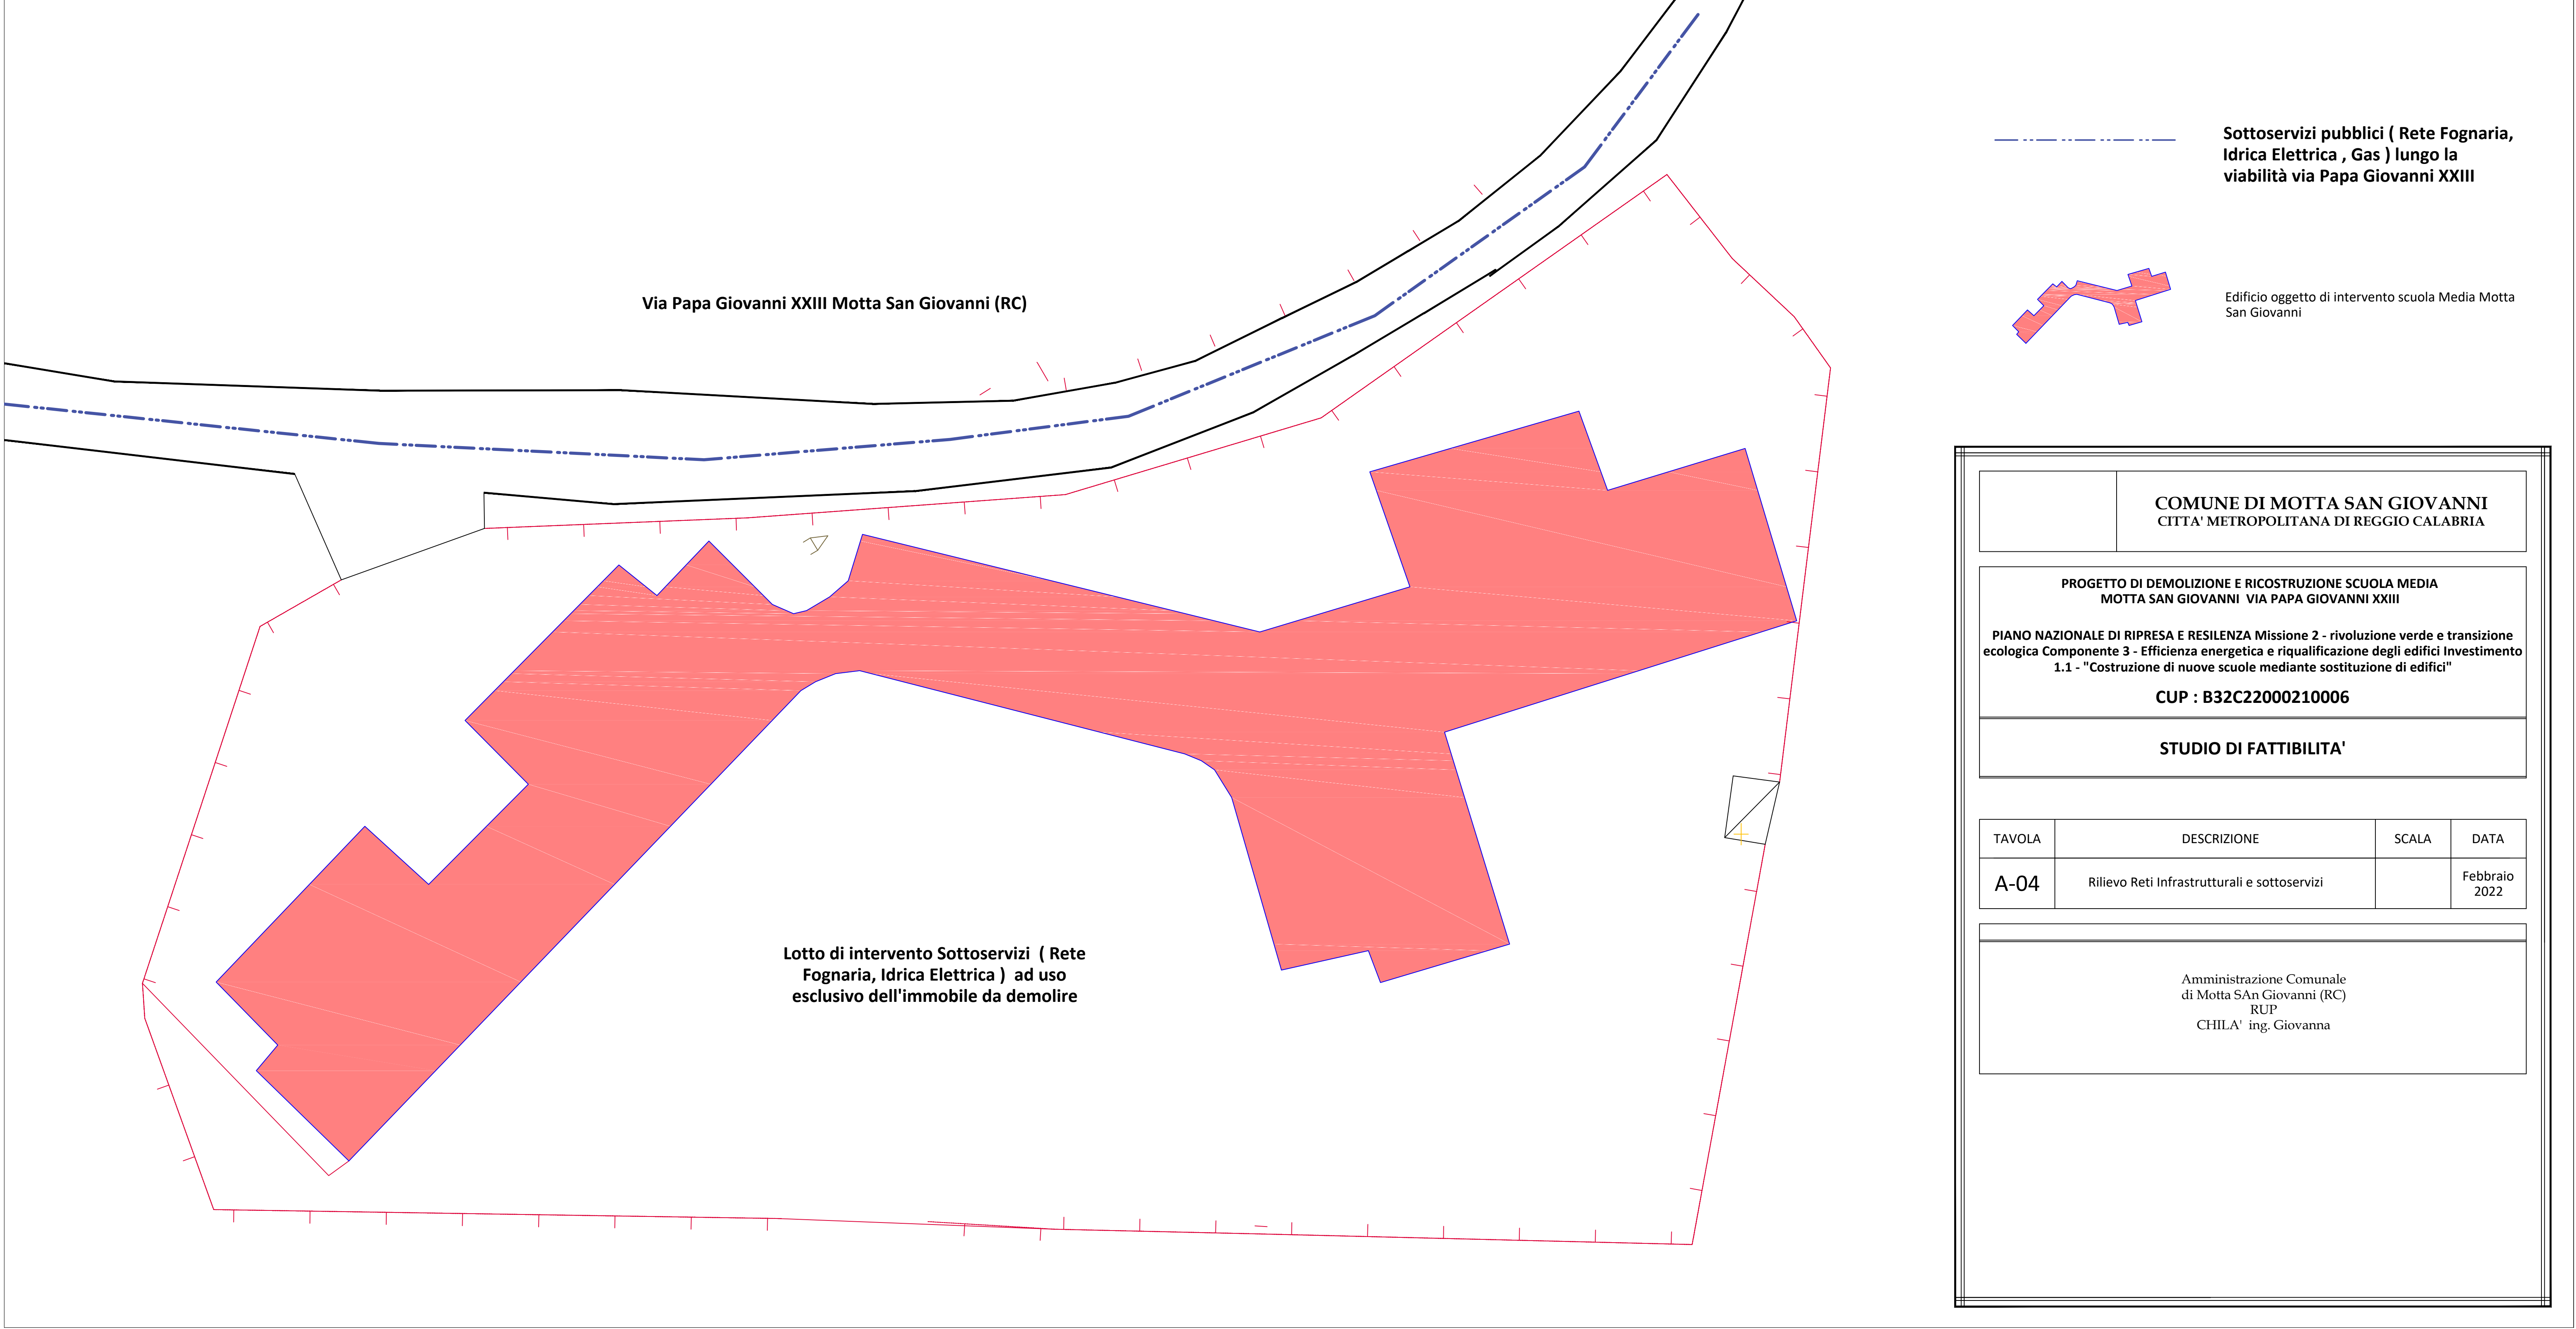 Via Papa Giovanni XXIII Motta San Giovanni (RC)
Lotto di intervento Sottoservizi ( Rete
Fognaria, Idrica Elettrica ) ad uso
esclusivo dell'immobile da demolire
Sottoservizi pubblici ( Rete Fognaria,
Idrica Elettrica , Gas ) lungo la
viabilità via Papa Giovanni XXIII
Edificio oggetto di intervento scuola Media Motta
San Giovanni
COMUNE DI MOTTA SAN GIOVANNI
CITTA' METROPOLITANA DI REGGIO CALABRIA
PROGETTO DI DEMOLIZIONE E RICOSTRUZIONE SCUOLA MEDIA
MOTTA SAN GIOVANNI VIA PAPA GIOVANNI XXIII
PIANO NAZIONALE DI RIPRESA E RESILENZA Missione 2 - rivoluzione verde e transizione
ecologica Componente 3 - Efficienza energetica e riqualificazione degli edifici Investimento
1.1 - "Costruzione di nuove scuole mediante sostituzione di edifici"
CUP : B32C22000210006
STUDIO DI FATTIBILITA'
TAVOLA DESCRIZIONE SCALA DATA
A-04 Rilievo Reti Infrastrutturali e sottoservizi Febbraio
2022
Amministrazione Comunale
di Motta SAn Giovanni (RC)
RUP
CHILA' ing. Giovanna